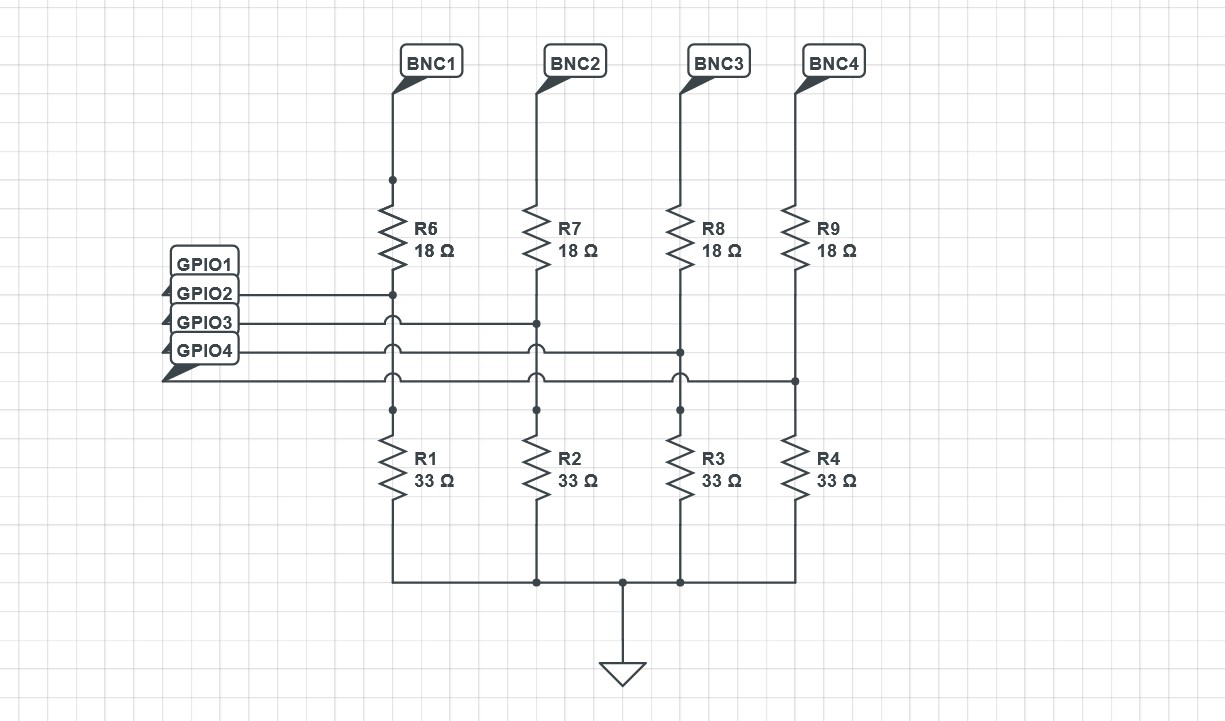 BNC1
BNC2
BNC3
BNC4
R6
18 Ω
R7
18 Ω
R8
18 Ω
R9
18 Ω
GPIO1
GPIO2
GPIO3
GPIO4
R1
33 Ω
R2
33 Ω
R3
33 Ω
R4
33 Ω